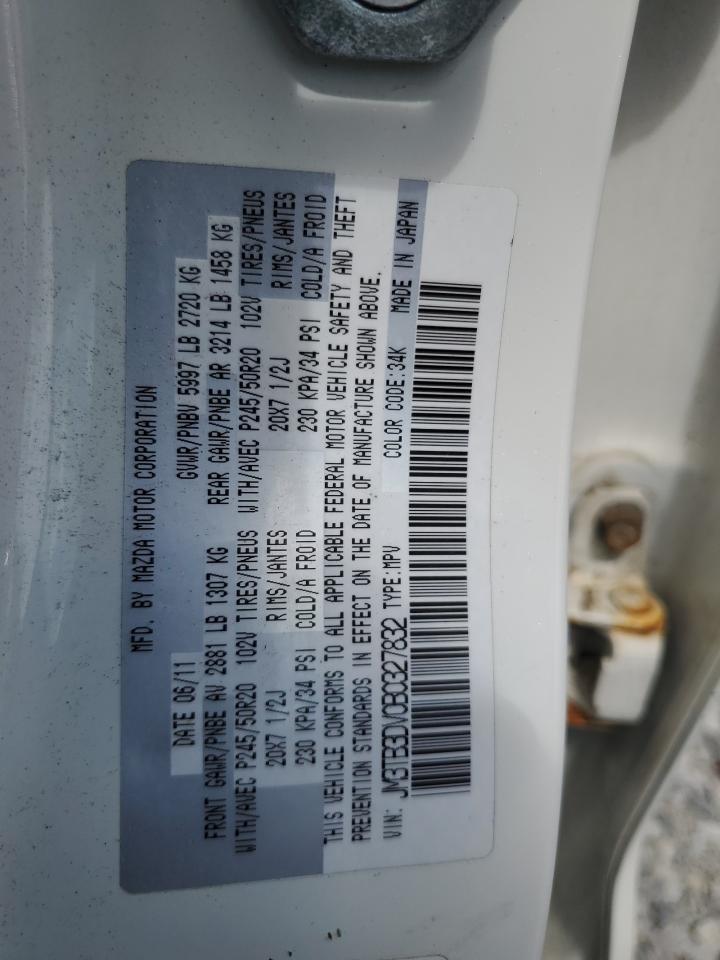 MFD. BY MAZDA MOTOR CORPORATION
DATE 06/11 GVWR/PNBV 5997 LB 2720 KG
FRONT GAWR/PNBE AV 2881 LB 1307 KG REAR GAWR/PNBE AR 3214 LB 1458 KG
WITH/AVEC P245/50R20 102V TIRES/PNEUS WITH/AVEC P245/50R20 102V TIRES/PNEUS
20X7 1/2J RIMS/JANTES 20X7 1/2J RIMS/JANTES
230 KPA/34 PSI COLD/A FROID 230 KPA/34 PSI COLD/A FROID
THIS VEHICLE CONFORMS TO ALL APPLICABLE FEDERAL MOTOR VEHICLE SAFETY AND THEFT
PREVENTION STANDARDS IN EFFECT ON THE DATE OF MANUFACTURE SHOWN ABOVE.
VIN: JM3TB3DV0B0327832 TYPE:MPV COLOR CODE:34K MADE IN JAPAN